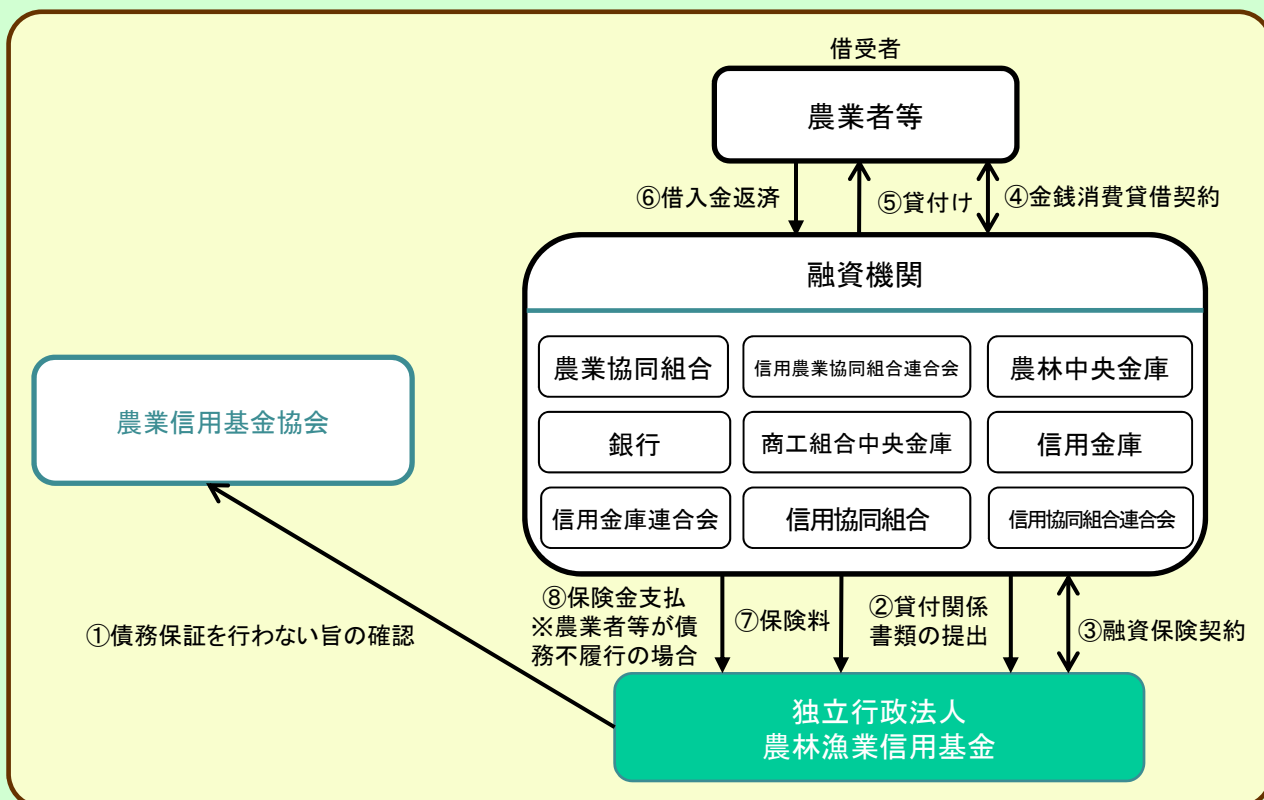 借受者
農業者等
⑥借入金返済
⑤貸付け
④金銭消費貸借契約
融資機関
農業協同組合
信用農業協同組合連合会
農林中央金庫
銀行
商工組合中央金庫
信用金庫
信用金庫連合会
信用協同組合
信用協同組合連合会
農業信用基金協会
①債務保証を行わない旨の確認
⑧保険金支払
※農業者等が債
務不履行の場合
⑦保険料
②貸付関係
書類の提出
③融資保険契約
独立行政法人
農林漁業信用基金